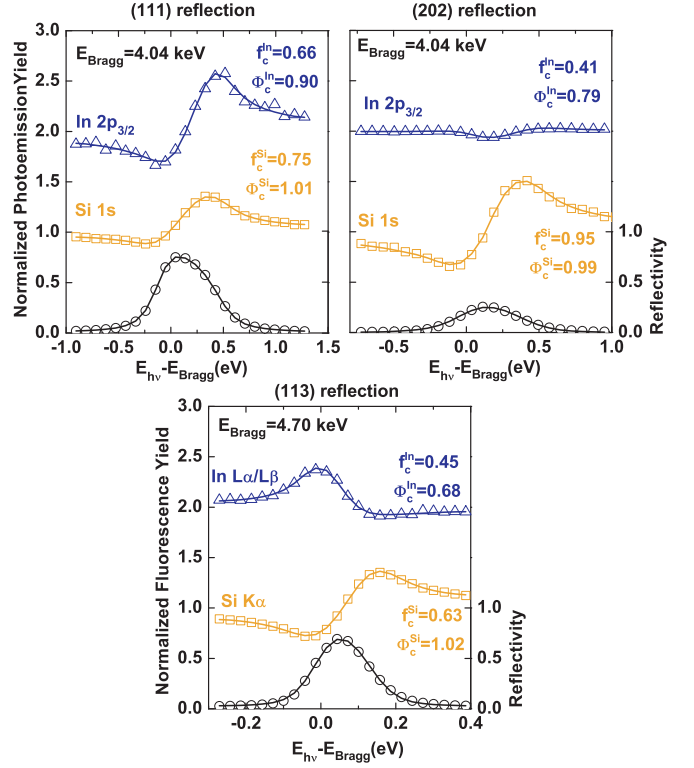 (111) reflection
E_Bragg=4.04 keV
f_c^In=0.66
Φ_c^In=0.90
In 2p_3/2
f_c^Si=0.75
Φ_c^Si=1.01
Si 1s
Normalized PhotoemissionYield
3.0
2.5
2.0
1.5
1.0
0.5
0.0
-1.0 -0.5 0.0 0.5 1.0 1.5
E_hν-E_Bragg(eV)
(202) reflection
E_Bragg=4.04 keV
f_c^In=0.41
Φ_c^In=0.79
In 2p_3/2
Si 1s
f_c^Si=0.95
Φ_c^Si=0.99
1.0
0.5
0.0
Reflectivity
-0.5 0.0 0.5 1.0
E_hν-E_Bragg(eV)
(113) reflection
E_Bragg=4.70 keV
f_c^In=0.45
Φ_c^In=0.68
In Lα/Lβ
Si Kα
f_c^Si=0.63
Φ_c^Si=1.02
Normalized Fluorescence Yield
3.0
2.5
2.0
1.5
1.0
0.5
0.0
1.0
0.5
0.0
Reflectivity
-0.2 0.0 0.2 0.4
E_hν-E_Bragg(eV)